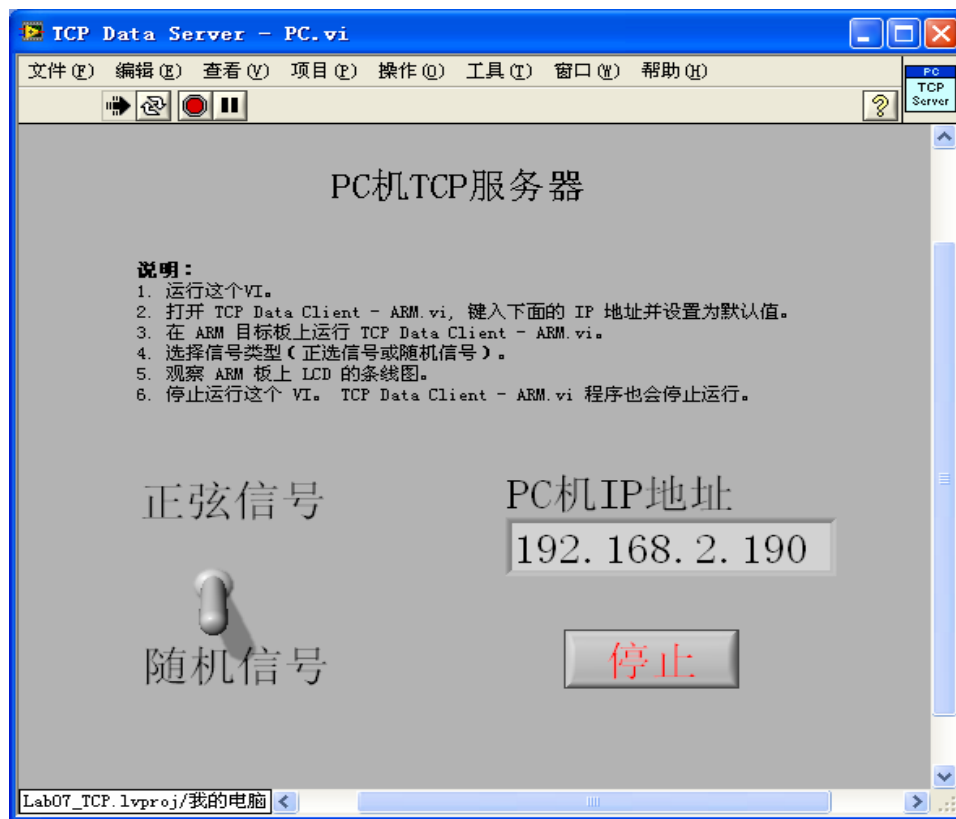 TCP Data Server - PC.vi
文件(F) 编辑(E) 查看(V) 项目(P) 操作(O) 工具(T) 窗口(W) 帮助(H)
PC
TCP
Server
PC机TCP服务器
说明：
1. 运行这个VI。
2. 打开 TCP Data Client - ARM.vi, 键入下面的 IP 地址并设置为默认值。
3. 在 ARM 目标板上运行 TCP Data Client - ARM.vi。
4. 选择信号类型(正选信号或随机信号)。
5. 观察 ARM 板上 LCD 的条线图。
6. 停止运行这个 VI。 TCP Data Client - ARM.vi 程序也会停止运行。
正弦信号
PC机IP地址
192.168.2.190
随机信号
停止
Lab07_TCP.lvproj/我的电脑